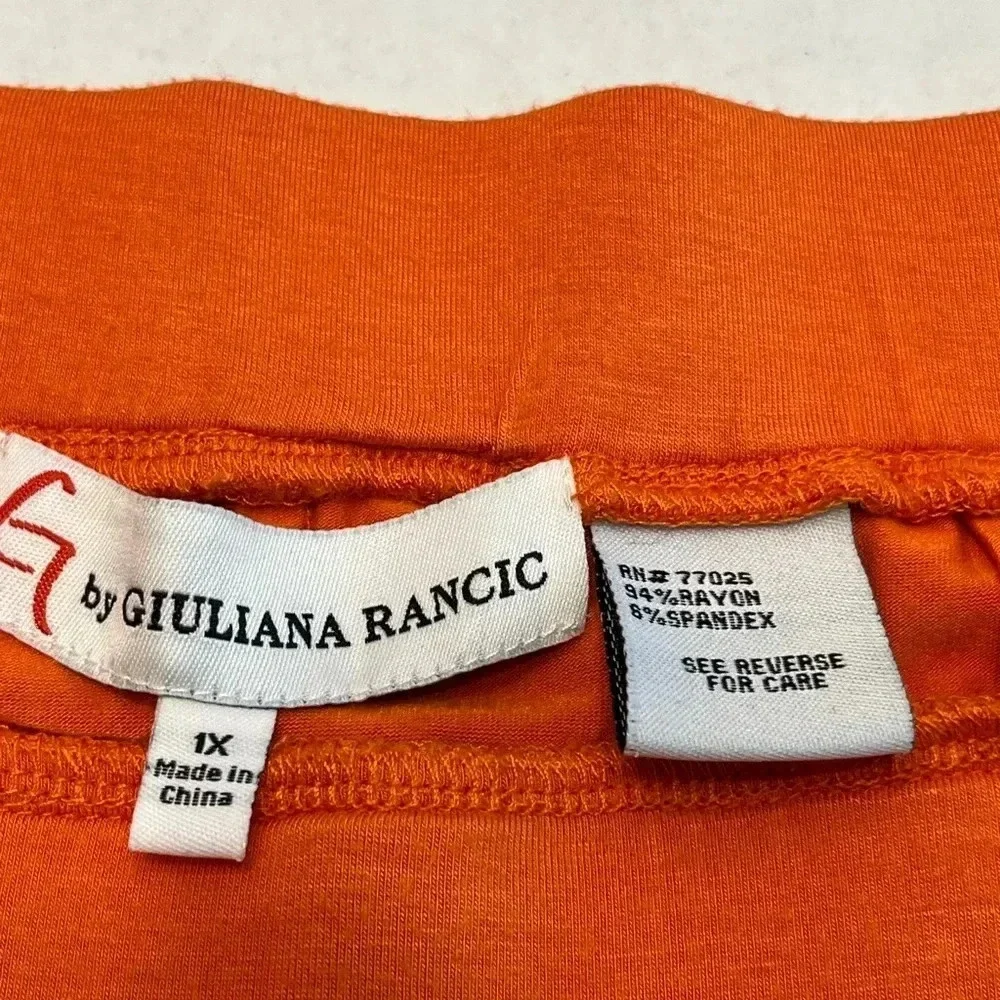 G
by GIULIANA RANCIC
1X
Made in
China
RN# 77025
94%RAYON
6%SPANDEX
SEE REVERSE
FOR CARE